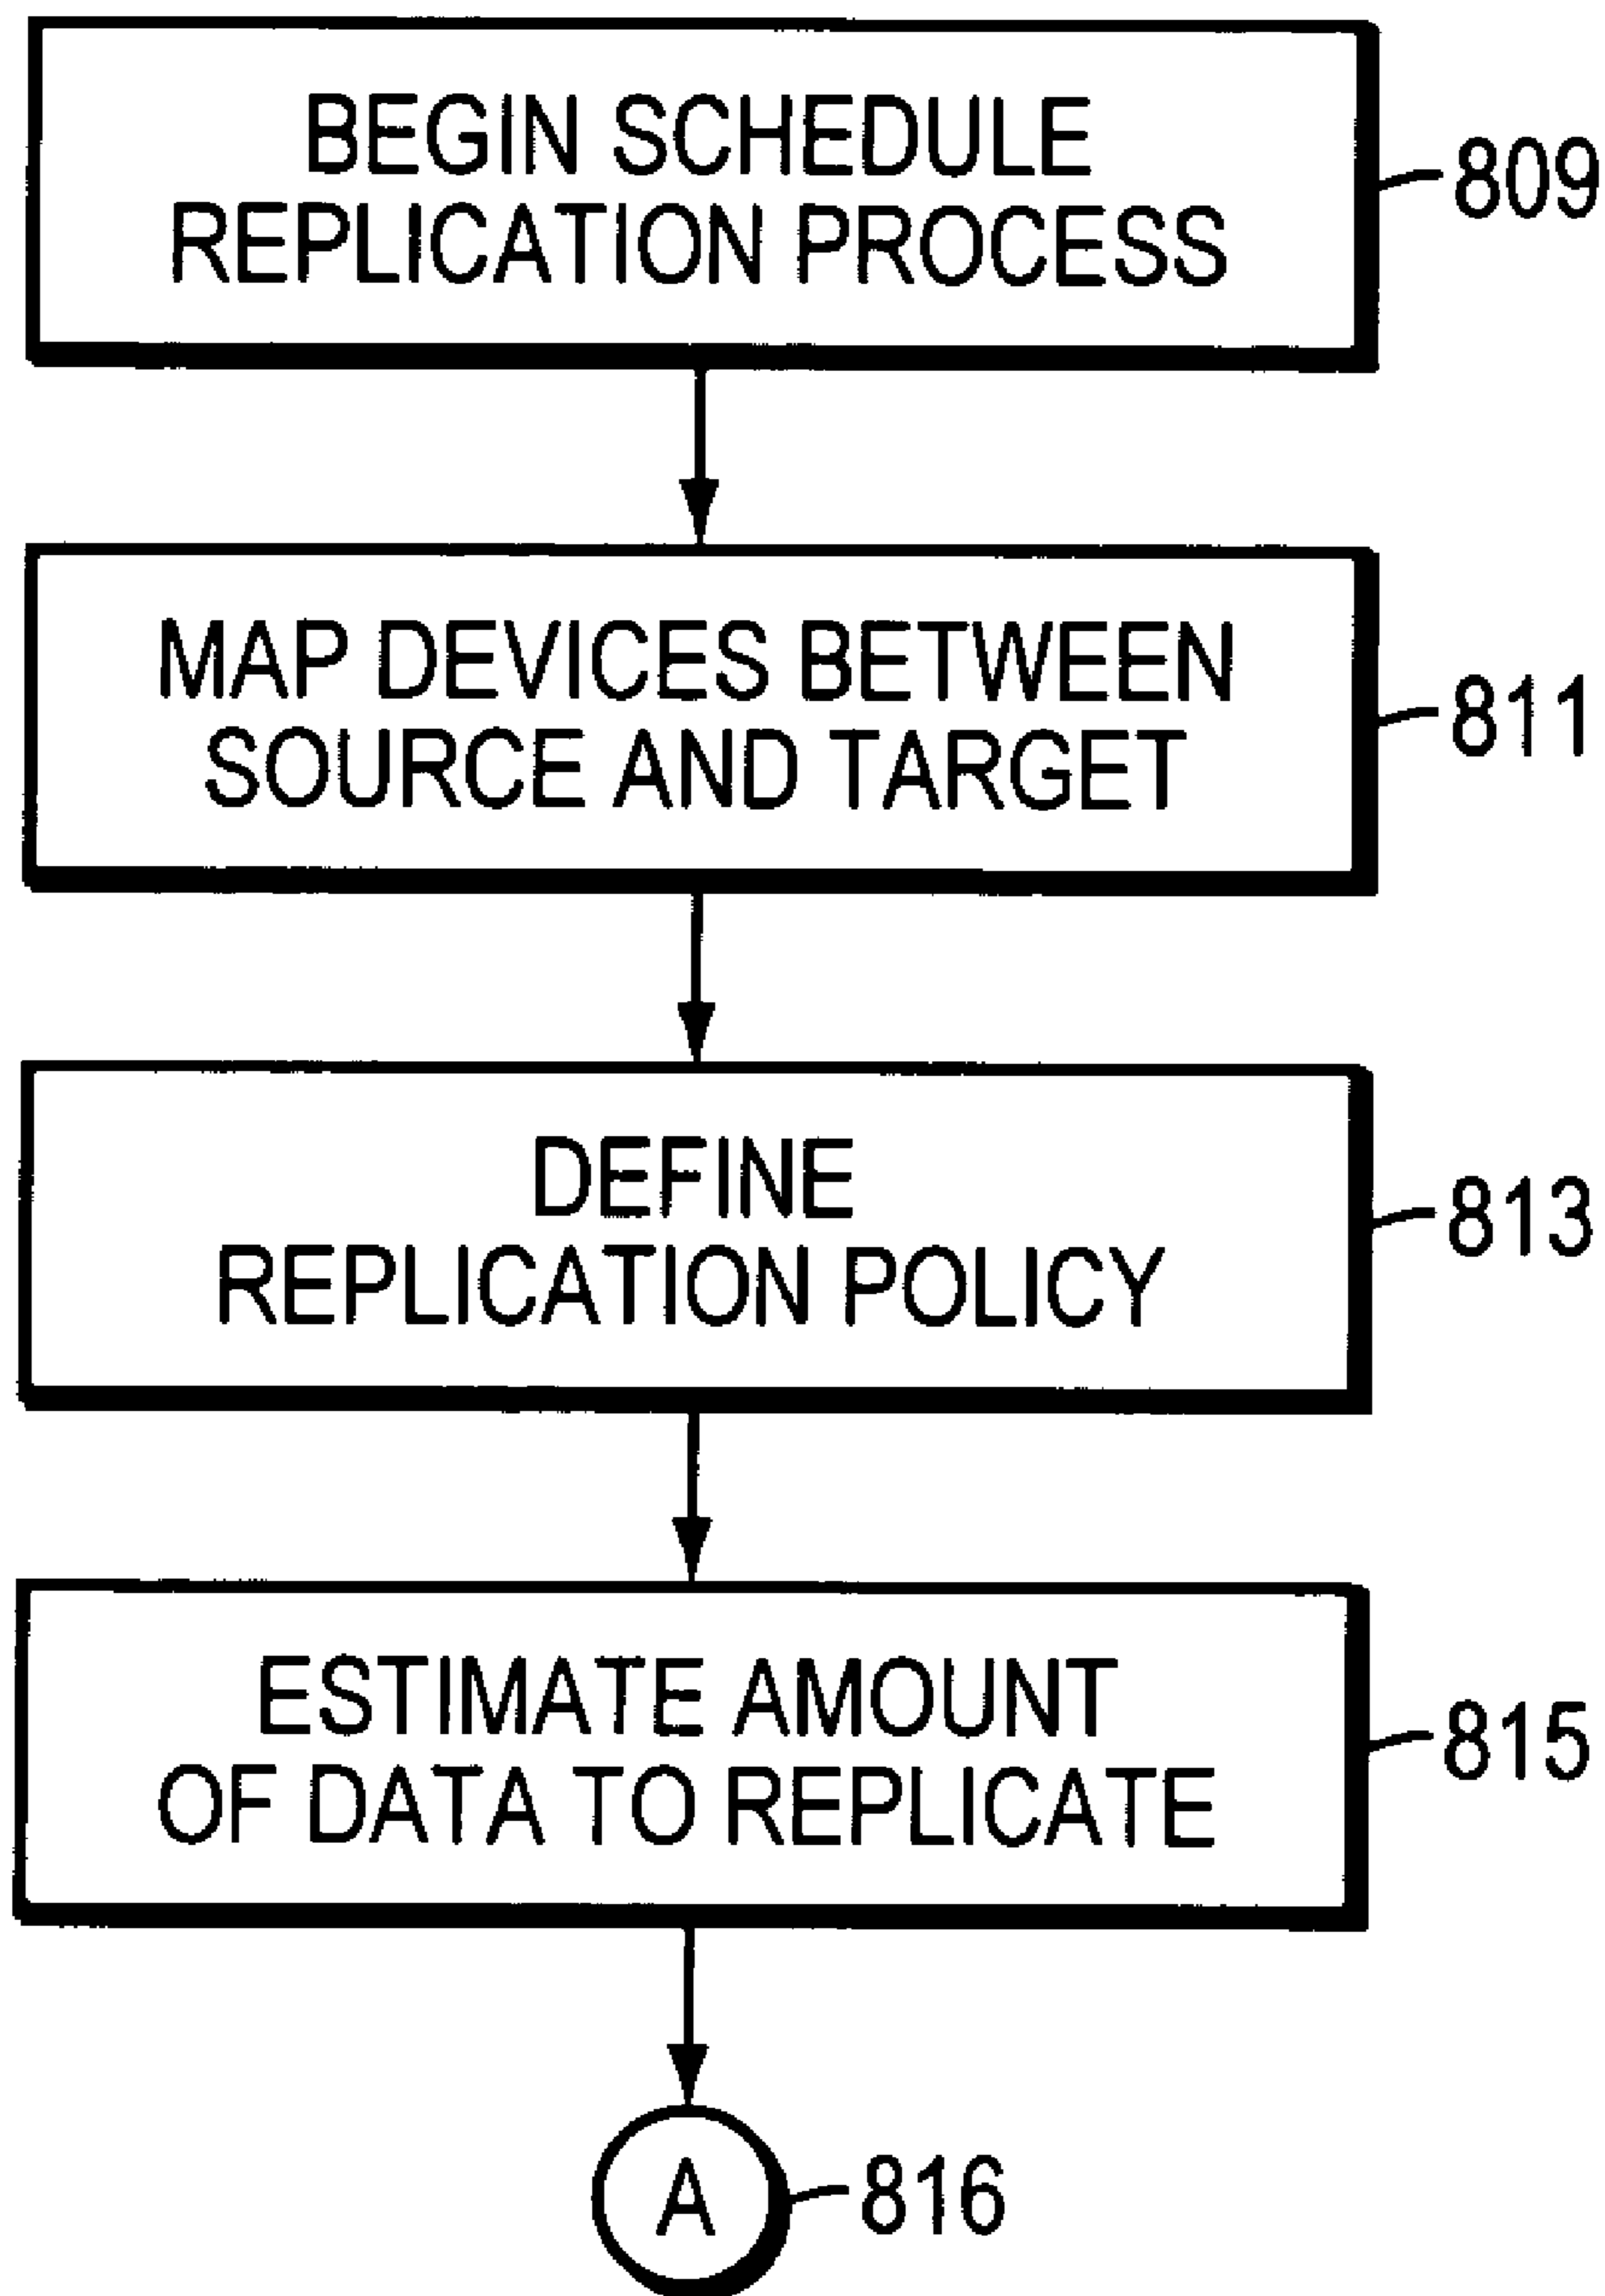 BEGIN SCHEDULE
REPLICATION PROCESS
809
MAP DEVICES BETWEEN
SOURCE AND TARGET
811
DEFINE
REPLICATION POLICY
813
ESTIMATE AMOUNT
OF DATA TO REPLICATE
815
A
816